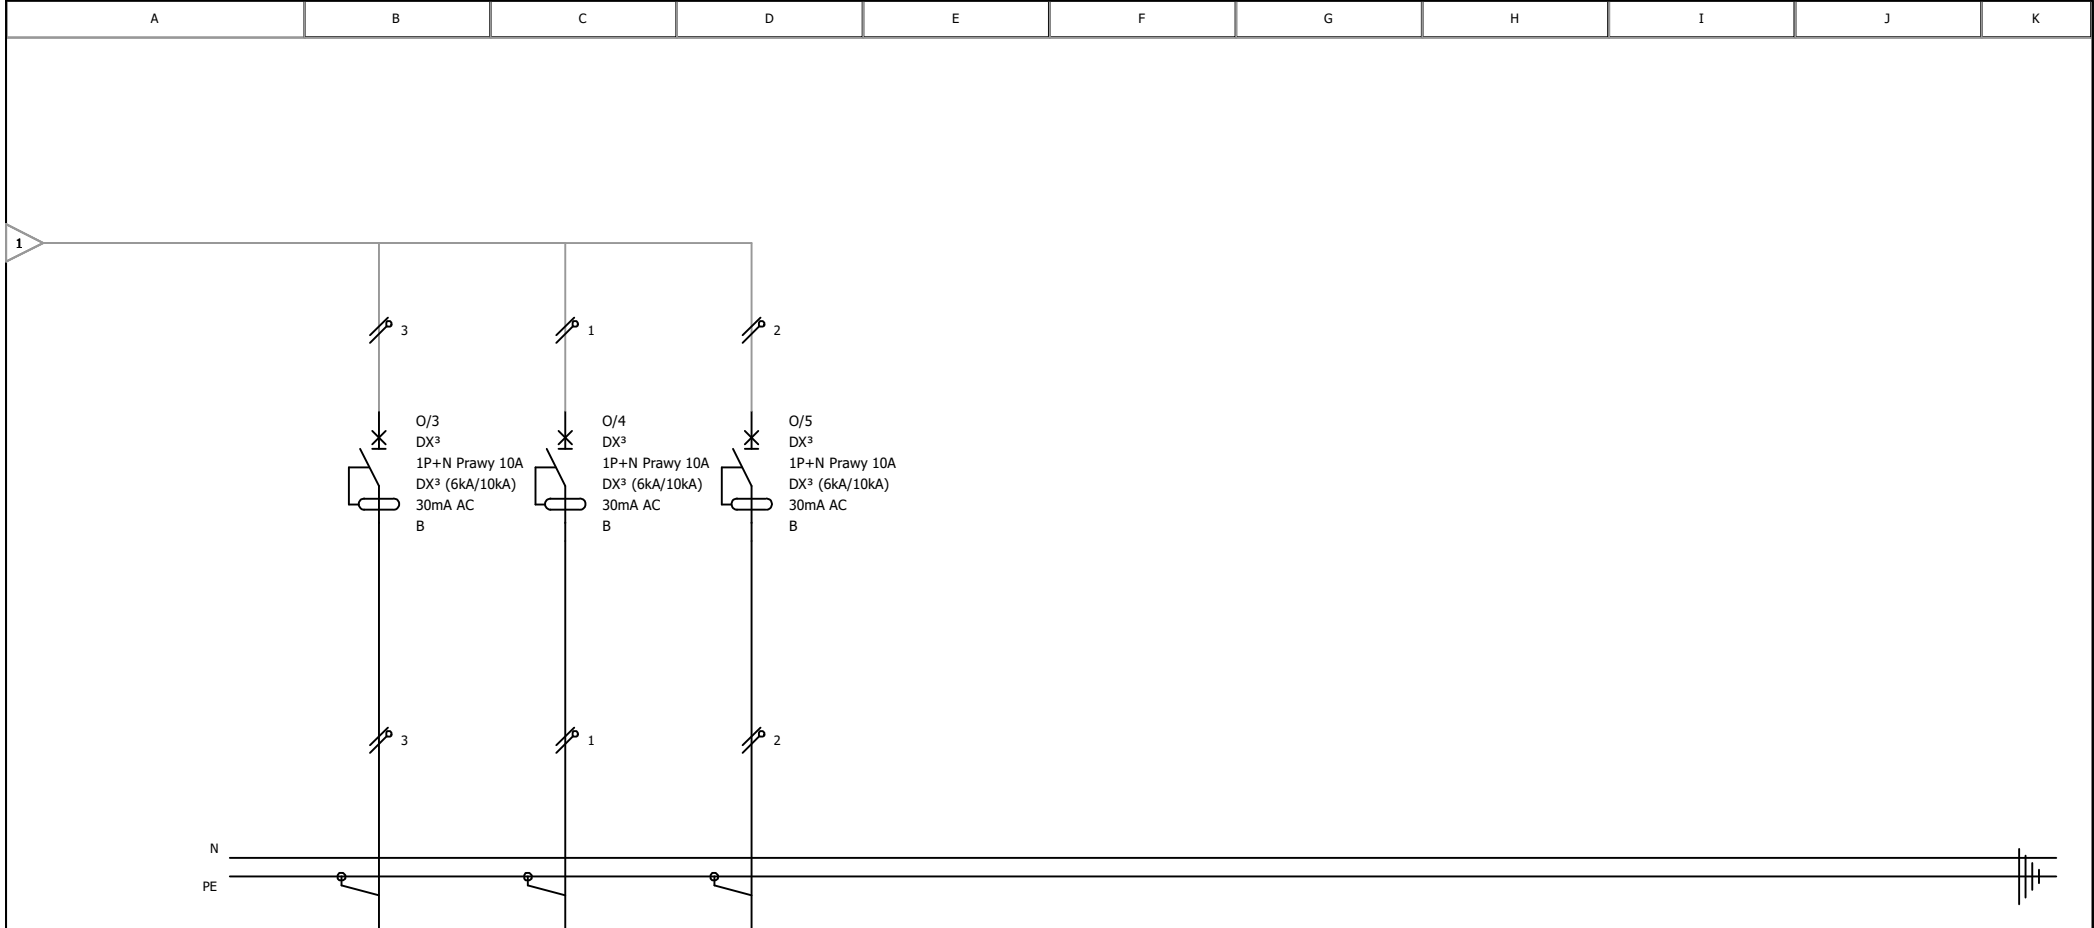 A B C D E F G H I J K
1
3 1 2
O/3
DX³
1P+N Prawy 10A
DX³ (6kA/10kA)
30mA AC
B
O/4
DX³
1P+N Prawy 10A
DX³ (6kA/10kA)
30mA AC
B
O/5
DX³
1P+N Prawy 10A
DX³ (6kA/10kA)
30mA AC
B
3 1 2
N
PE